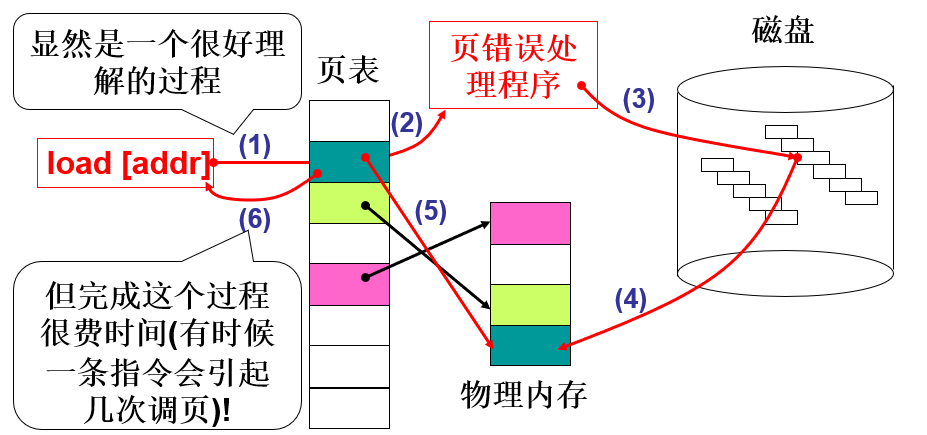 显然是一个很好理
解的过程
页表
页错误处
理程序
磁盘
(1)
(2)
(3)
load [addr]
(6)
(5)
(4)
但完成这个过程
很费时间(有时候
一条指令会引起
几次调页)!
物理内存